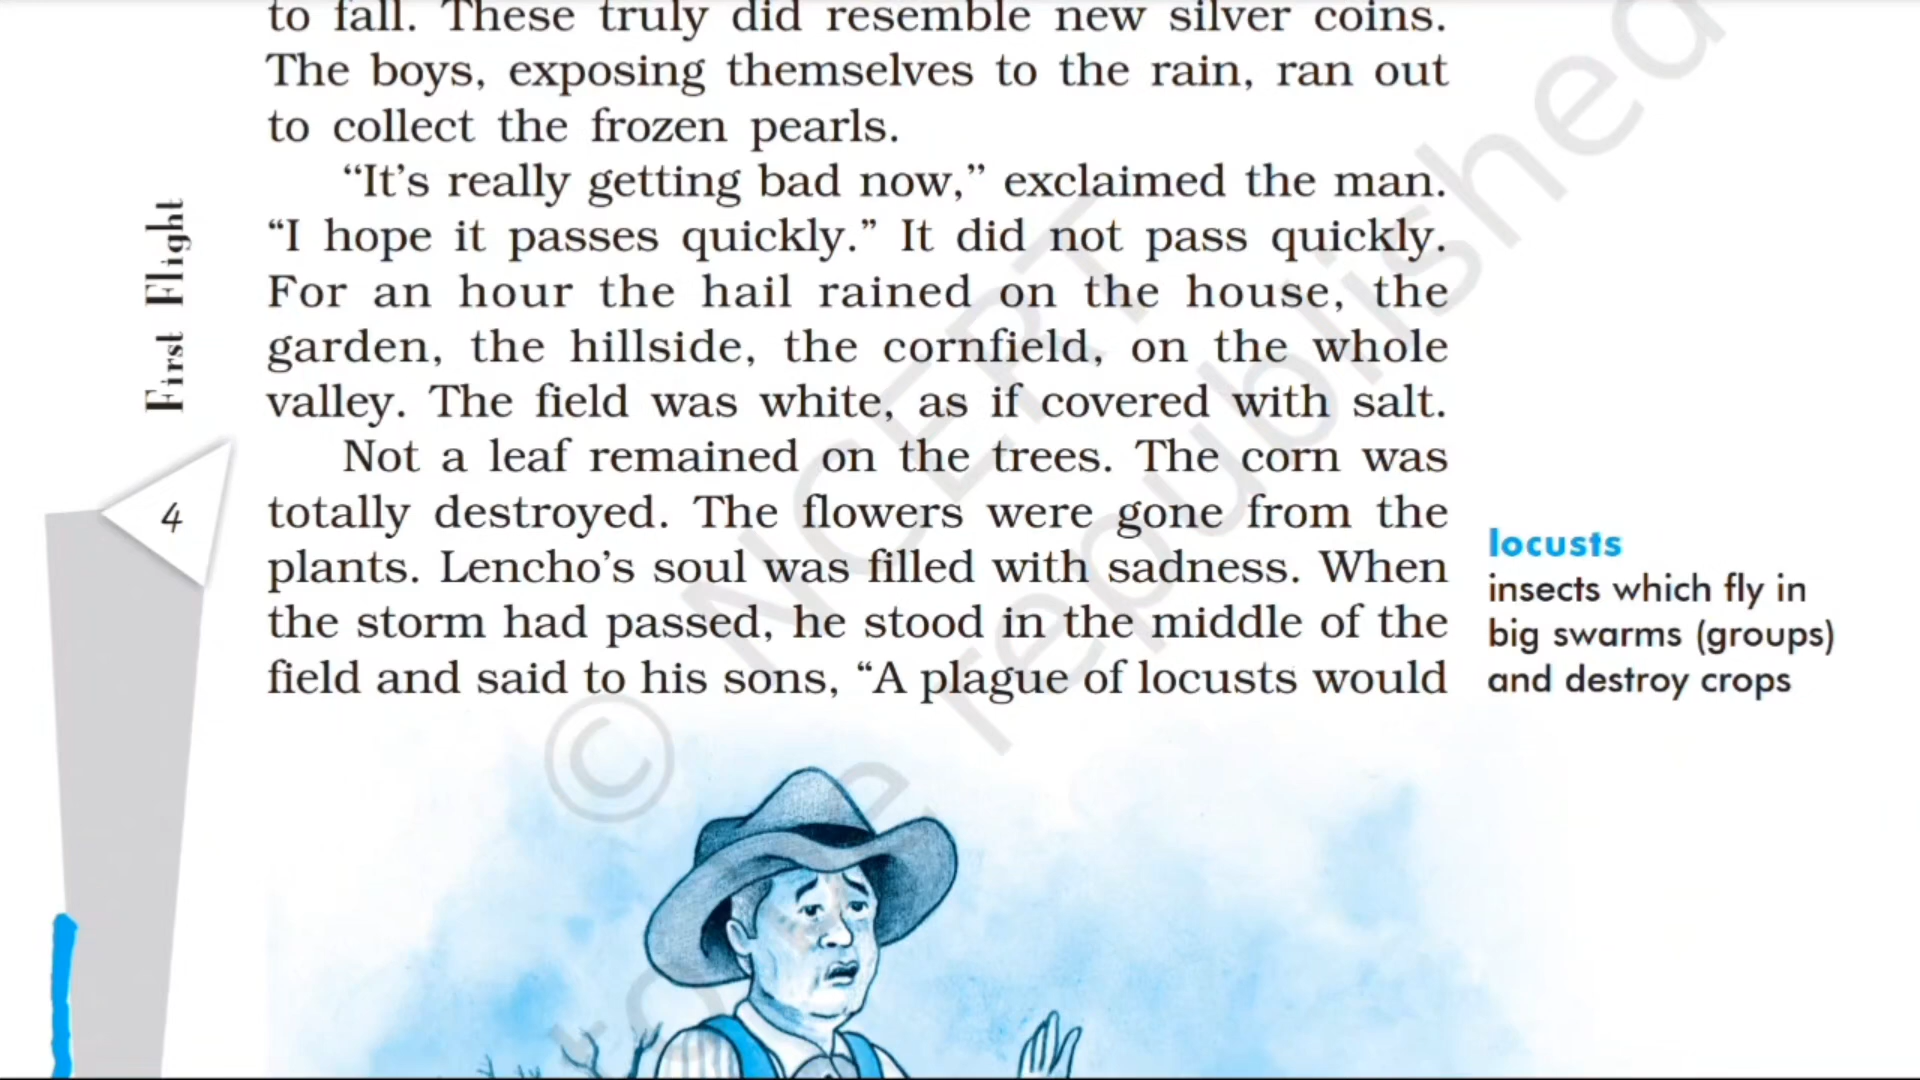 to fall. These truly did resemble new silver coins.
The boys, exposing themselves to the rain, ran out
to collect the frozen pearls.
“It’s really getting bad now,” exclaimed the man.
“I hope it passes quickly.” It did not pass quickly.
For an hour the hail rained on the house, the
garden, the hillside, the cornfield, on the whole
valley. The field was white, as if covered with salt.
Not a leaf remained on the trees. The corn was
totally destroyed. The flowers were gone from the
plants. Lencho’s soul was filled with sadness. When
the storm had passed, he stood in the middle of the
field and said to his sons, “A plague of locusts would
locusts
insects which fly in
big swarms (groups)
and destroy crops
First Flight
4
© NCERT
to be republished